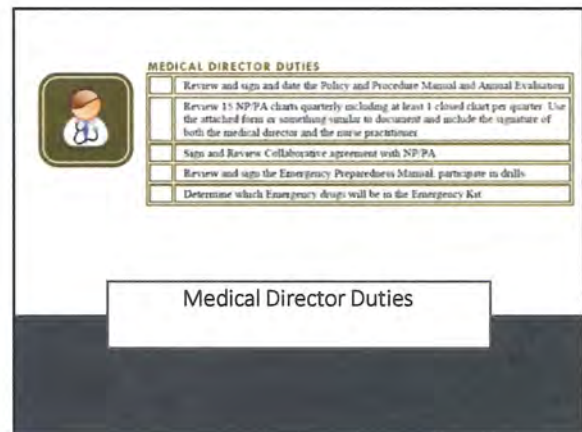 MEDICAL DIRECTOR DUTIES
Review and sign and date the Policy and Procedure Manual and Annual Evaluation
Review 15 NP/PA charts quarterly including at least 1 closed chart per quarter. Use
the attached form or something similar to document and include the signature of
both the medical director and the nurse practitioner
Sign and Review Collaborative agreement with NP/PA
Review and sign the Emergency Preparedness Manual, participate in drills
Determine which Emergency drugs will be in the Emergency Kit
Medical Director Duties